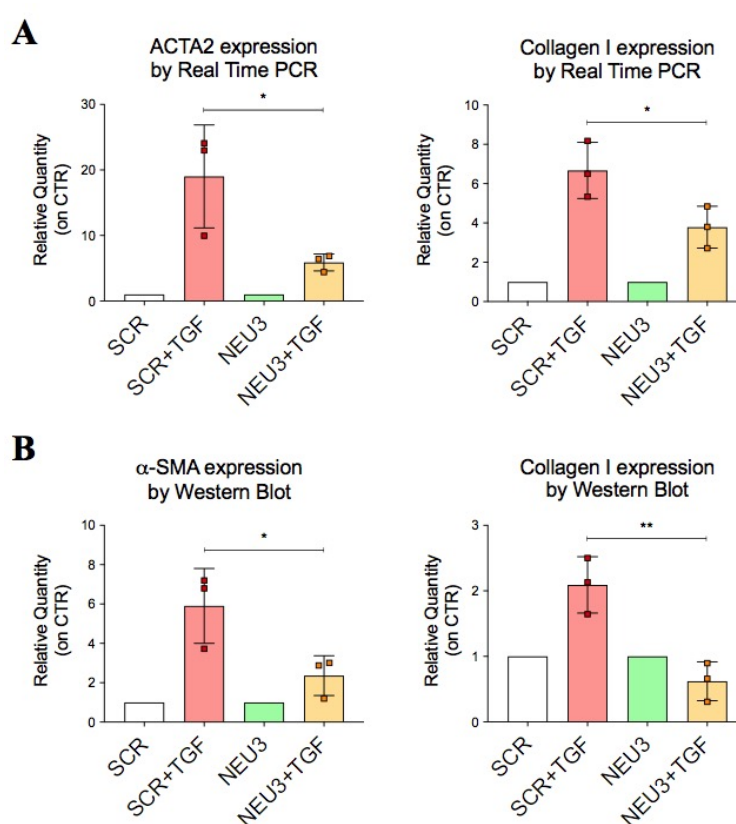 A
ACTA2 expression
by Real Time PCR
Relative Quantity
(on CTR)
30
20
10
0
*
SCR
SCR+TGF
NEU3
NEU3+TGF
Collagen I expression
by Real Time PCR
Relative Quantity
(on CTR)
10
8
6
4
2
0
*
SCR
SCR+TGF
NEU3
NEU3+TGF
B
α-SMA expression
by Western Blot
Relative Quantity
(on CTR)
10
8
6
4
2
0
*
SCR
SCR+TGF
NEU3
NEU3+TGF
Collagen I expression
by Western Blot
Relative Quantity
(on CTR)
3
2
1
0
**
SCR
SCR+TGF
NEU3
NEU3+TGF